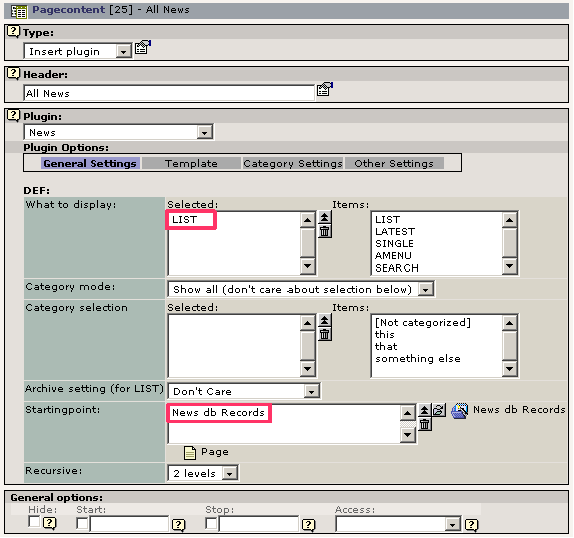 Pagecontent [25] - All News
Type:
Insert plugin
Header:
All News
Plugin:
News
Plugin Options:
General Settings Template Category Settings Other Settings
DEF:
What to display: Selected: Items:
LIST LIST
LATEST
SINGLE
AMENU
SEARCH
Category mode: Show all (don't care about selection below)
Category selection Selected: Items:
[Not categorized]
this
that
something else
Archive setting (for LIST) Don't Care
Startingpoint: News db Records News db Records
Page
Recursive: 2 levels
General options:
Hide: Start: Stop: Access: